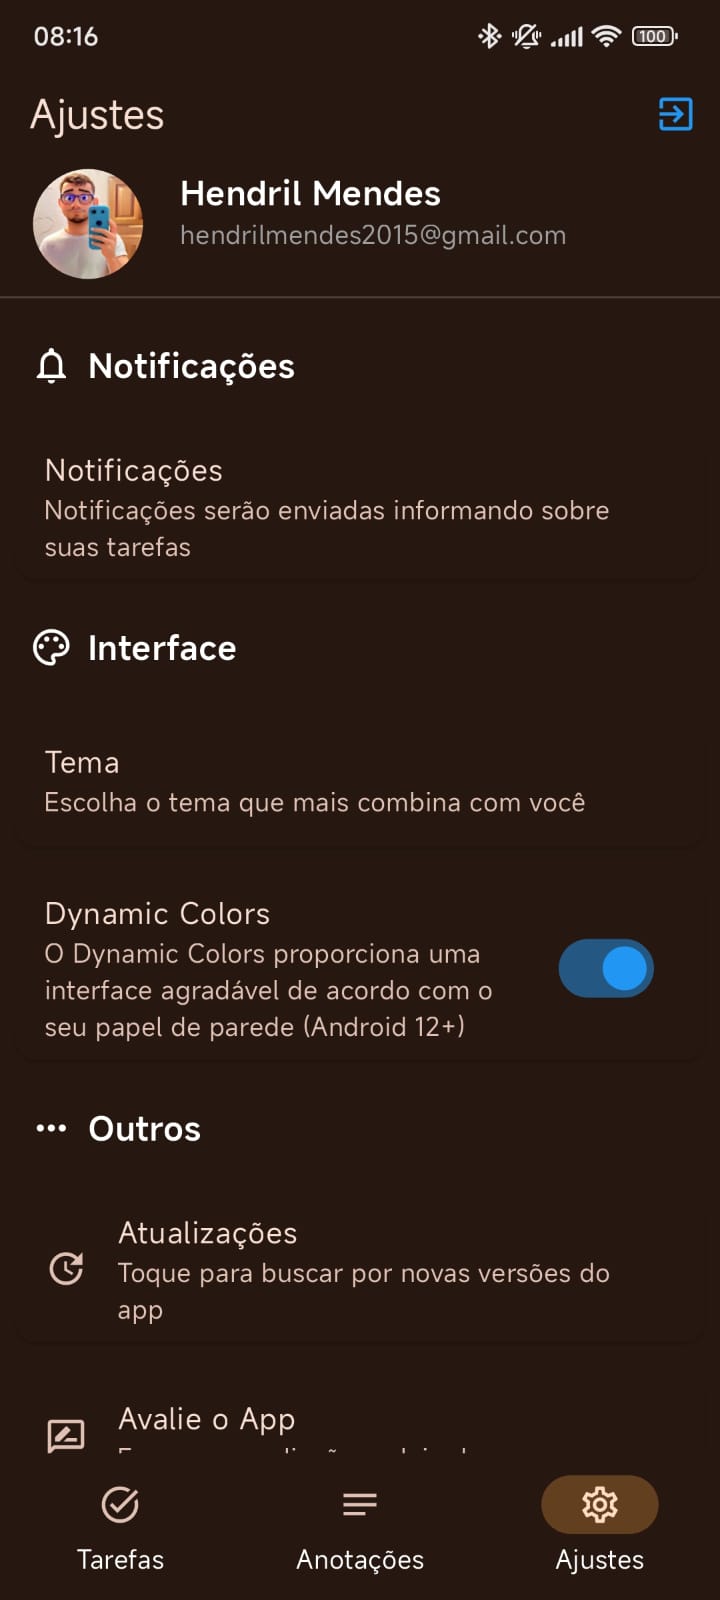 08:16
100
Ajustes
Hendril Mendes
hendrilmendes2015@gmail.com
Notificações
Notificações
Notificações serão enviadas informando sobre
suas tarefas
Interface
Tema
Escolha o tema que mais combina com você
Dynamic Colors
O Dynamic Colors proporciona uma
interface agradável de acordo com o
seu papel de parede (Android 12+)
Outros
Atualizações
Toque para buscar por novas versões do
app
Avalie o App
Tarefas
Anotações
Ajustes